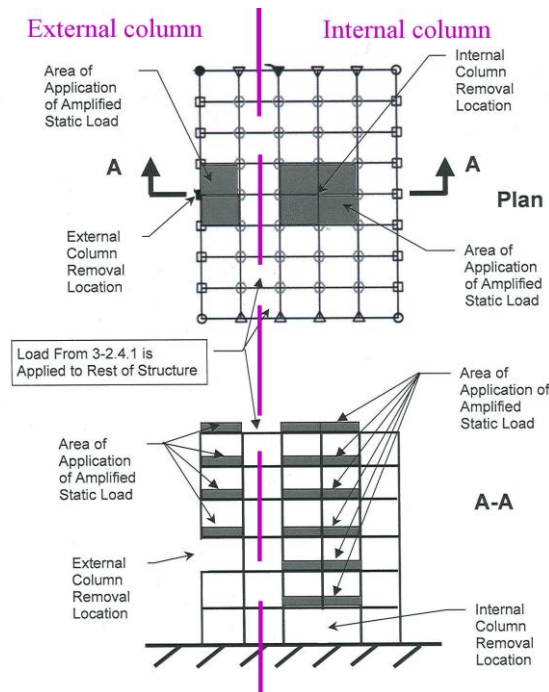 External column
Internal column
Area of
Application
of Amplified
Static Load
Internal
Column
Removal
Location
A
A
Plan
External
Column
Removal
Location
Area of
Application
of Amplified
Static Load
Load From 3-2.4.1 is
Applied to Rest of Structure
Area of
Application of
Amplified
Static Load
Area of
Application
of Amplified
Static Load
A-A
External
Column
Removal
Location
Internal
Column
Removal
Location